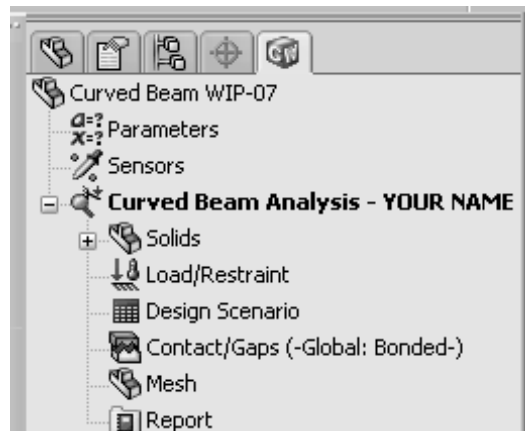 Curved Beam WIP-07
a=?
x=? Parameters
Sensors
Curved Beam Analysis - YOUR NAME
Solids
Load/Restraint
Design Scenario
Contact/Gaps (-Global: Bonded-)
Mesh
Report